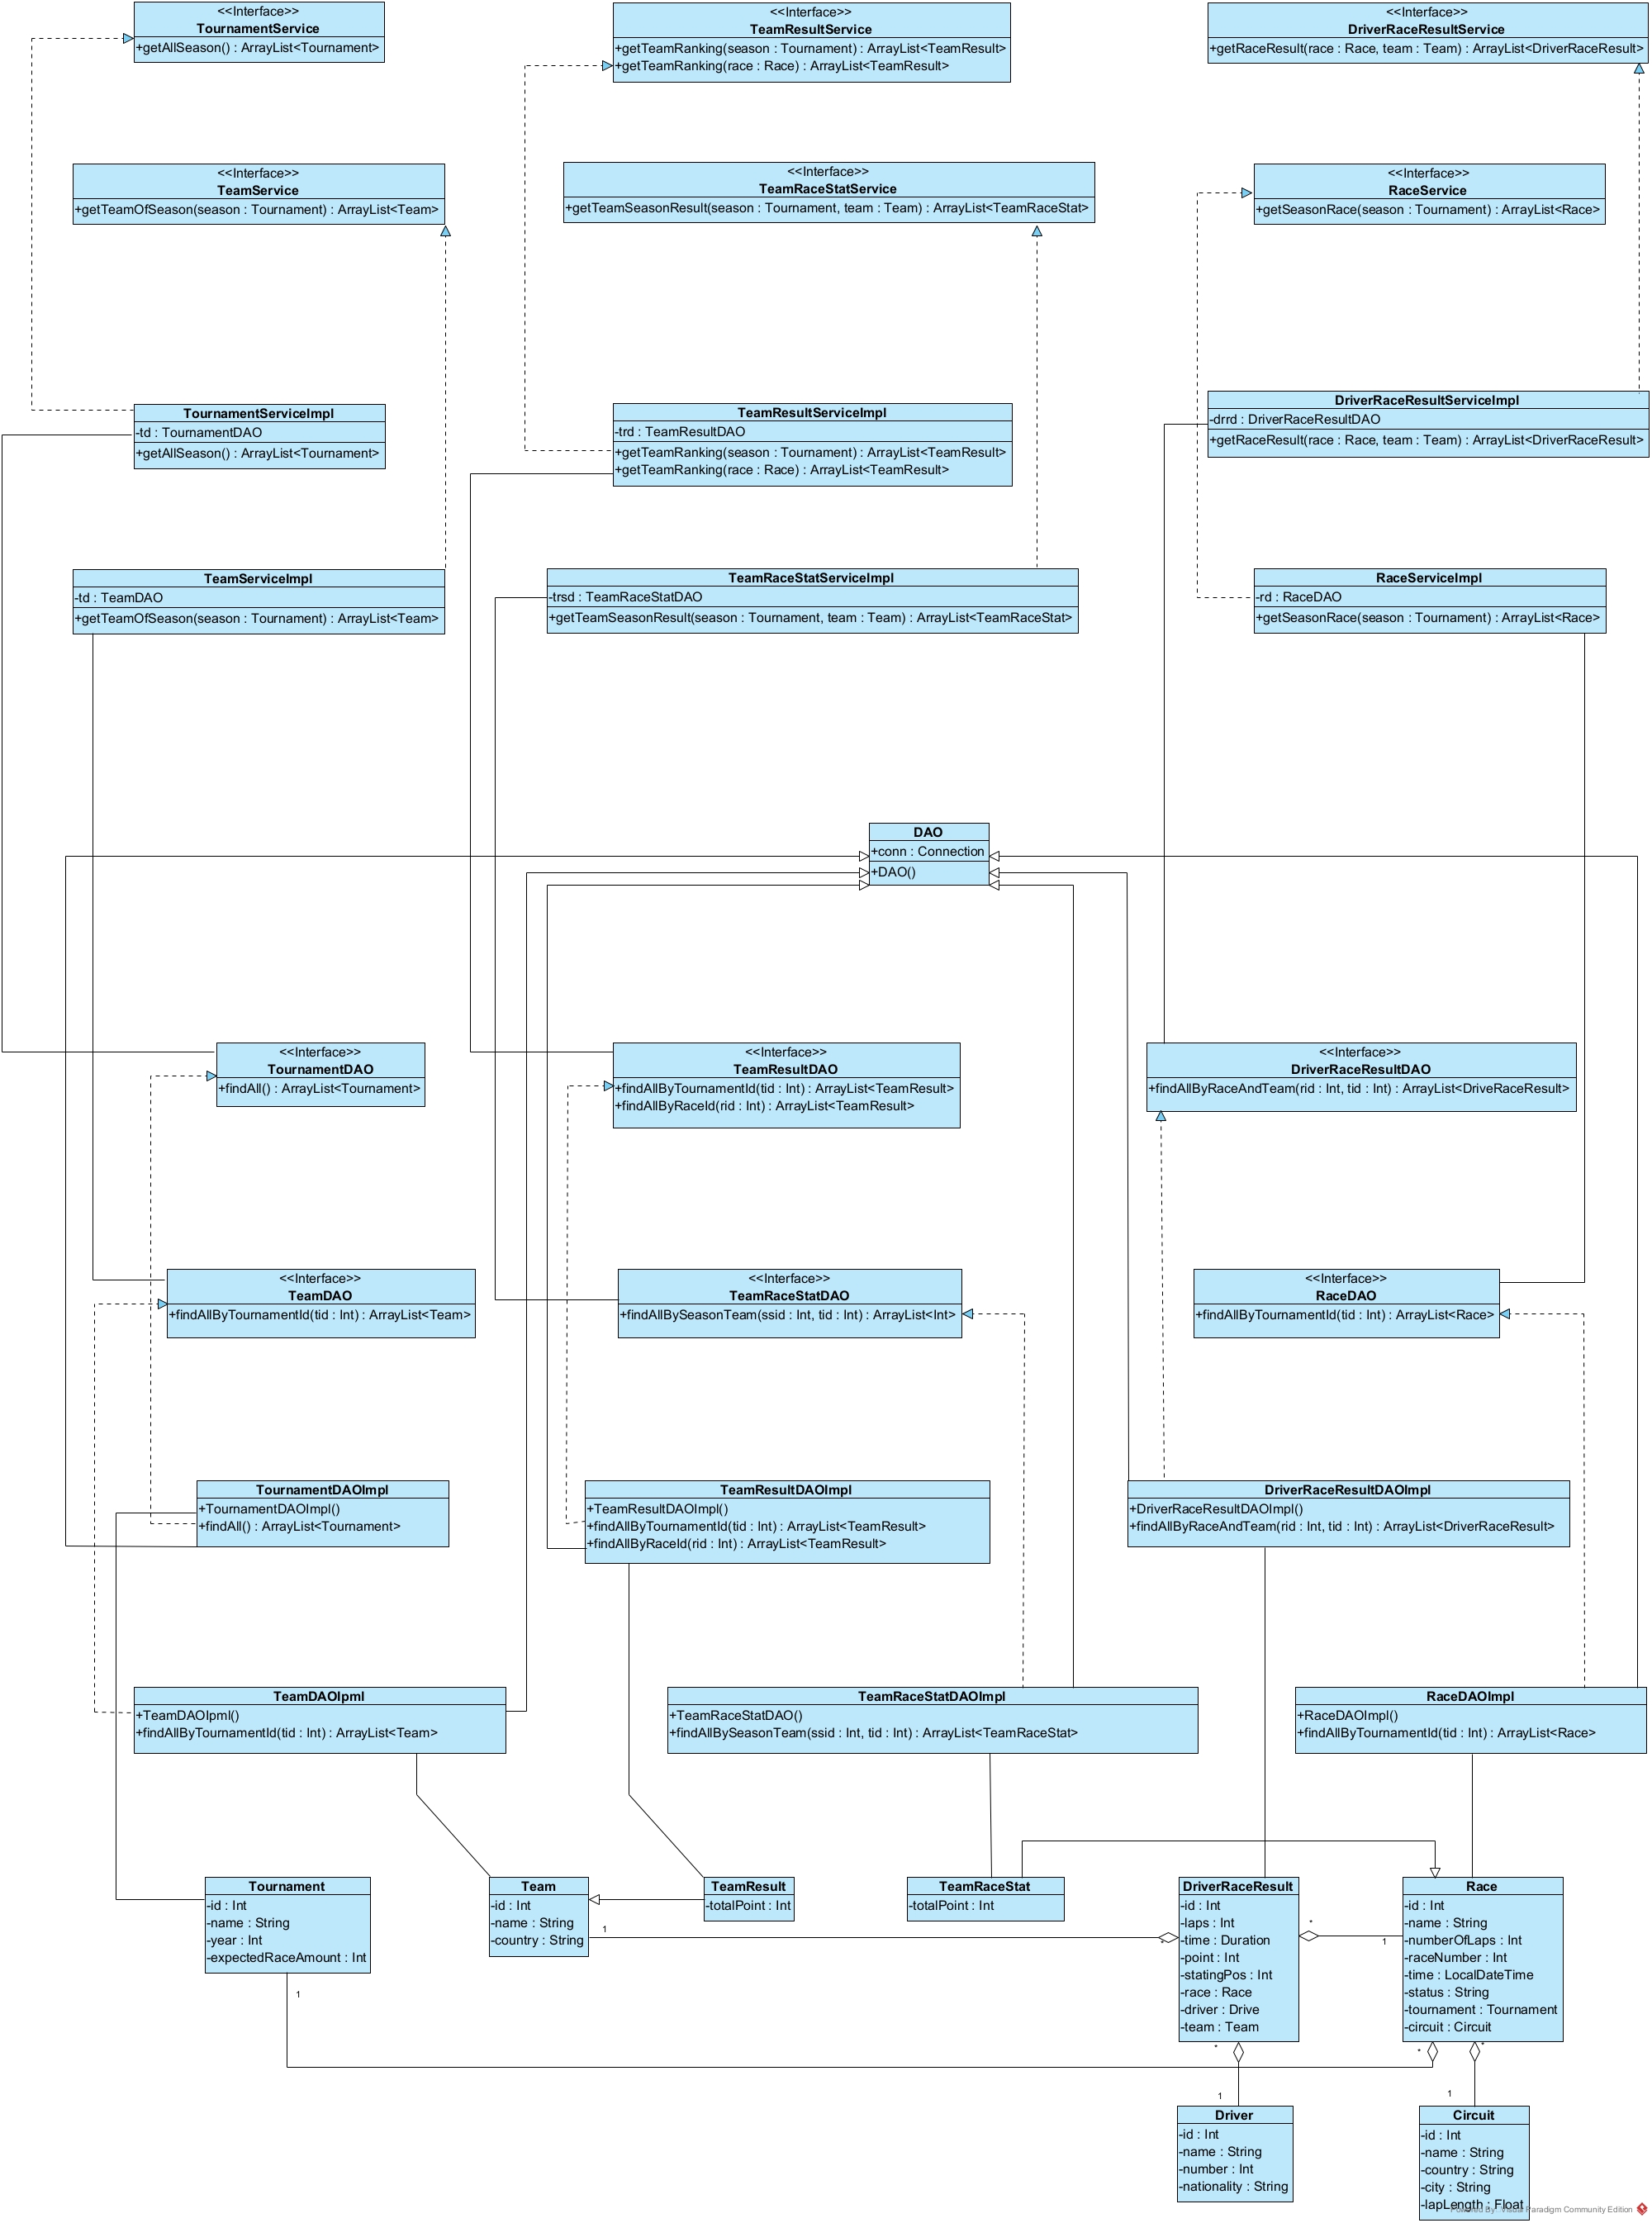 <<Interface>>
TournamentService
+getAllSeason() : ArrayList<Tournament>
<<Interface>>
TeamResultService
+getTeamRanking(season : Tournament) : ArrayList<TeamResult>
+getTeamRanking(race : Race) : ArrayList<TeamResult>
<<Interface>>
DriverRaceResultService
+getRaceResult(race : Race, team : Team) : ArrayList<DriverRaceResult>
<<Interface>>
TeamService
+getTeamOfSeason(season : Tournament) : ArrayList<Team>
<<Interface>>
TeamRaceStatService
+getTeamSeasonResult(season : Tournament, team : Team) : ArrayList<TeamRaceStat>
<<Interface>>
RaceService
+getSeasonRace(season : Tournament) : ArrayList<Race>
TournamentServiceImpl
-td : TournamentDAO
+getAllSeason() : ArrayList<Tournament>
TeamResultServiceImpl
-trd : TeamResultDAO
+getTeamRanking(season : Tournament) : ArrayList<TeamResult>
+getTeamRanking(race : Race) : ArrayList<TeamResult>
DriverRaceResultServiceImpl
-drrd : DriverRaceResultDAO
+getRaceResult(race : Race, team : Team) : ArrayList<DriverRaceResult>
TeamServiceImpl
-td : TeamDAO
+getTeamOfSeason(season : Tournament) : ArrayList<Team>
TeamRaceStatServiceImpl
-trsd : TeamRaceStatDAO
+getTeamSeasonResult(season : Tournament, team : Team) : ArrayList<TeamRaceStat>
RaceServiceImpl
-rd : RaceDAO
+getSeasonRace(season : Tournament) : ArrayList<Race>
DAO
+conn : Connection
+DAO()
<<Interface>>
TournamentDAO
+findAll() : ArrayList<Tournament>
<<Interface>>
TeamResultDAO
+findAllByTournamentId(tid : Int) : ArrayList<TeamResult>
+findAllByRaceId(rid : Int) : ArrayList<TeamResult>
<<Interface>>
DriverRaceResultDAO
+findAllByRaceAndTeam(rid : Int, tid : Int) : ArrayList<DriveRaceResult>
<<Interface>>
TeamDAO
+findAllByTournamentId(tid : Int) : ArrayList<Team>
<<Interface>>
TeamRaceStatDAO
+findAllBySeasonTeam(ssid : Int, tid : Int) : ArrayList<Int>
<<Interface>>
RaceDAO
+findAllByTournamentId(tid : Int) : ArrayList<Race>
TournamentDAOImpl
+TournamentDAOImpl()
+findAll() : ArrayList<Tournament>
TeamResultDAOImpl
+TeamResultDAOImpl()
+findAllByTournamentId(tid : Int) : ArrayList<TeamResult>
+findAllByRaceId(rid : Int) : ArrayList<TeamResult>
DriverRaceResultDAOImpl
+DriverRaceResultDAOImpl()
+findAllByRaceAndTeam(rid : Int, tid : Int) : ArrayList<DriverRaceResult>
TeamDAOIpml
+TeamDAOIpml()
+findAllByTournamentId(tid : Int) : ArrayList<Team>
TeamRaceStatDAOImpl
+TeamRaceStatDAO()
+findAllBySeasonTeam(ssid : Int, tid : Int) : ArrayList<TeamRaceStat>
RaceDAOImpl
+RaceDAOImpl()
+findAllByTournamentId(tid : Int) : ArrayList<Race>
Tournament
-id : Int
-name : String
-year : Int
-expectedRaceAmount : Int
1
Team
-id : Int
-name : String
-country : String
1
TeamResult
-totalPoint : Int
TeamRaceStat
-totalPoint : Int
*
DriverRaceResult
-id : Int
-laps : Int
-time : Duration
-point : Int
-statingPos : Int
-race : Race
-driver : Drive
-team : Team
*
1
Race
-id : Int
-name : String
-numberOfLaps : Int
-raceNumber : Int
-time : LocalDateTime
-status : String
-tournament : Tournament
-circuit : Circuit
*
*
*
1
1
Driver
-id : Int
-name : String
-number : Int
-nationality : String
Circuit
-id : Int
-name : String
-country : String
-city : String
-lapLength : Float
Powered By: Visual Paradigm Community Edition